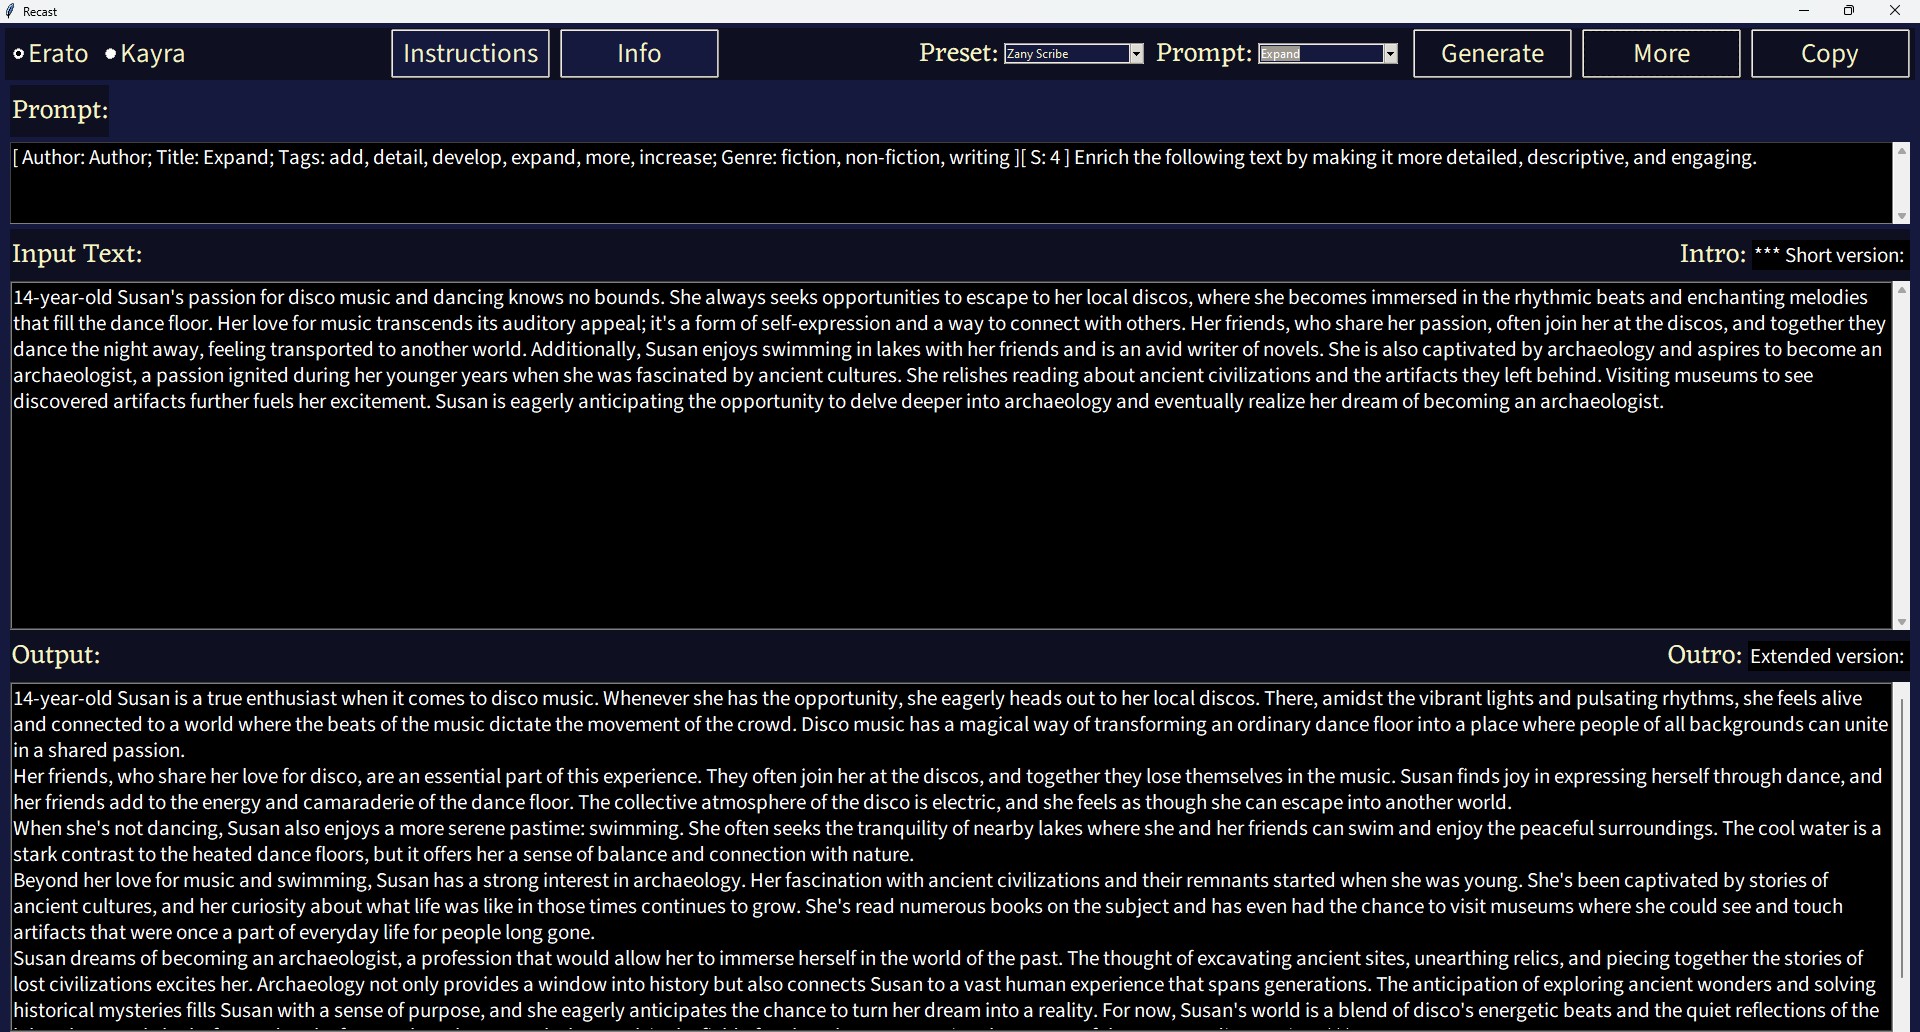 Recast
Erato Kayra Instructions Info Preset: Zany Scribe Prompt: Expand Generate More Copy
Prompt:
[ Author: Author; Title: Expand; Tags: add, detail, develop, expand, more, increase; Genre: fiction, non-fiction, writing ][ S: 4 ] Enrich the following text by making it more detailed, descriptive, and engaging.
Input Text: Intro: *** Short version:
14-year-old Susan's passion for disco music and dancing knows no bounds. She always seeks opportunities to escape to her local discos, where she becomes immersed in the rhythmic beats and enchanting melodies
that fill the dance floor. Her love for music transcends its auditory appeal; it's a form of self-expression and a way to connect with others. Her friends, who share her passion, often join her at the discos, and together they
dance the night away, feeling transported to another world. Additionally, Susan enjoys swimming in lakes with her friends and is an avid writer of novels. She is also captivated by archaeology and aspires to become an
archaeologist, a passion ignited during her younger years when she was fascinated by ancient cultures. She relishes reading about ancient civilizations and the artifacts they left behind. Visiting museums to see
discovered artifacts further fuels her excitement. Susan is eagerly anticipating the opportunity to delve deeper into archaeology and eventually realize her dream of becoming an archaeologist.
Output: Outro: Extended version:
14-year-old Susan is a true enthusiast when it comes to disco music. Whenever she has the opportunity, she eagerly heads out to her local discos. There, amidst the vibrant lights and pulsating rhythms, she feels alive
and connected to a world where the beats of the music dictate the movement of the crowd. Disco music has a magical way of transforming an ordinary dance floor into a place where people of all backgrounds can unite
in a shared passion.
Her friends, who share her love for disco, are an essential part of this experience. They often join her at the discos, and together they lose themselves in the music. Susan finds joy in expressing herself through dance, and
her friends add to the energy and camaraderie of the dance floor. The collective atmosphere of the disco is electric, and she feels as though she can escape into another world.
When she's not dancing, Susan also enjoys a more serene pastime: swimming. She often seeks the tranquility of nearby lakes where she and her friends can swim and enjoy the peaceful surroundings. The cool water is a
stark contrast to the heated dance floors, but it offers her a sense of balance and connection with nature.
Beyond her love for music and swimming, Susan has a strong interest in archaeology. Her fascination with ancient civilizations and their remnants started when she was young. She's been captivated by stories of
ancient cultures, and her curiosity about what life was like in those times continues to grow. She's read numerous books on the subject and has even had the chance to visit museums where she could see and touch
artifacts that were once a part of everyday life for people long gone.
Susan dreams of becoming an archaeologist, a profession that would allow her to immerse herself in the world of the past. The thought of excavating ancient sites, unearthing relics, and piecing together the stories of
lost civilizations excites her. Archaeology not only provides a window into history but also connects Susan to a vast human experience that spans generations. The anticipation of exploring ancient wonders and solving
historical mysteries fills Susan with a sense of purpose, and she eagerly anticipates the chance to turn her dream into a reality. For now, Susan's world is a blend of disco's energetic beats and the quiet reflections of the